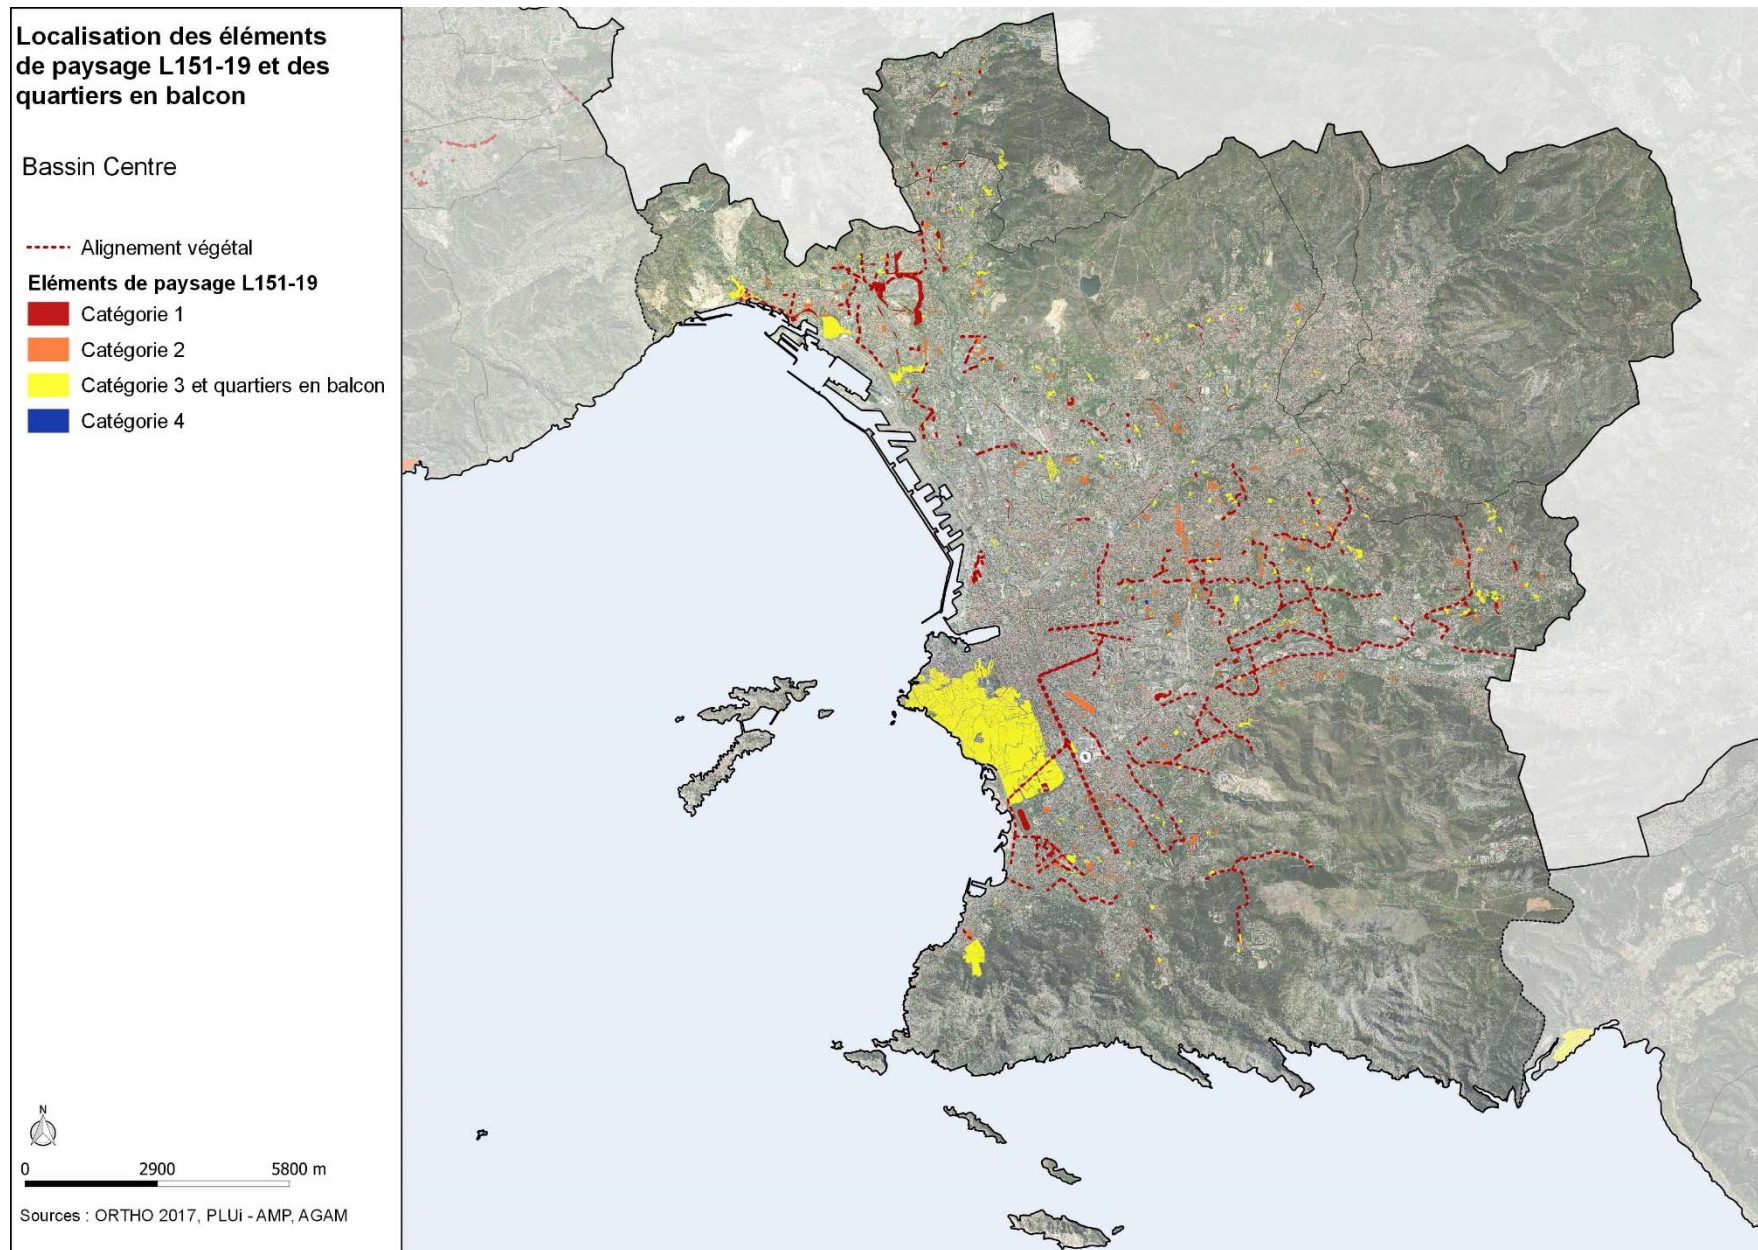 Localisation des éléments
de paysage L151-19 et des
quartiers en balcon
Bassin Centre
Alignement végétal
Eléments de paysage L151-19
Catégorie 1
Catégorie 2
Catégorie 3 et quartiers en balcon
Catégorie 4
N
0 2900 5800 m
Sources : ORTHO 2017, PLUi - AMP, AGAM